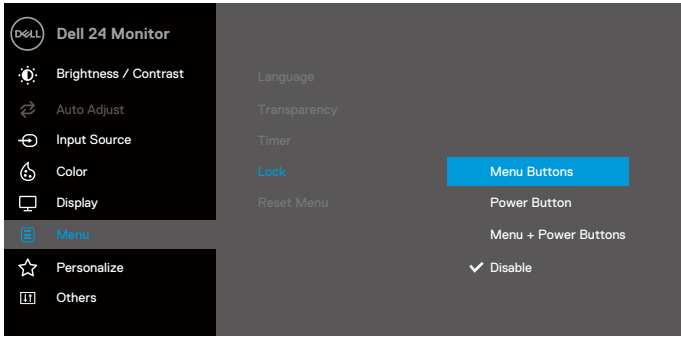 DELL Dell 24 Monitor
Brightness / Contrast
Auto Adjust
Input Source
Color
Display
Menu
Personalize
Others
Language
Transparency
Timer
Lock
Reset Menu
Menu Buttons
Power Button
Menu + Power Buttons
Disable